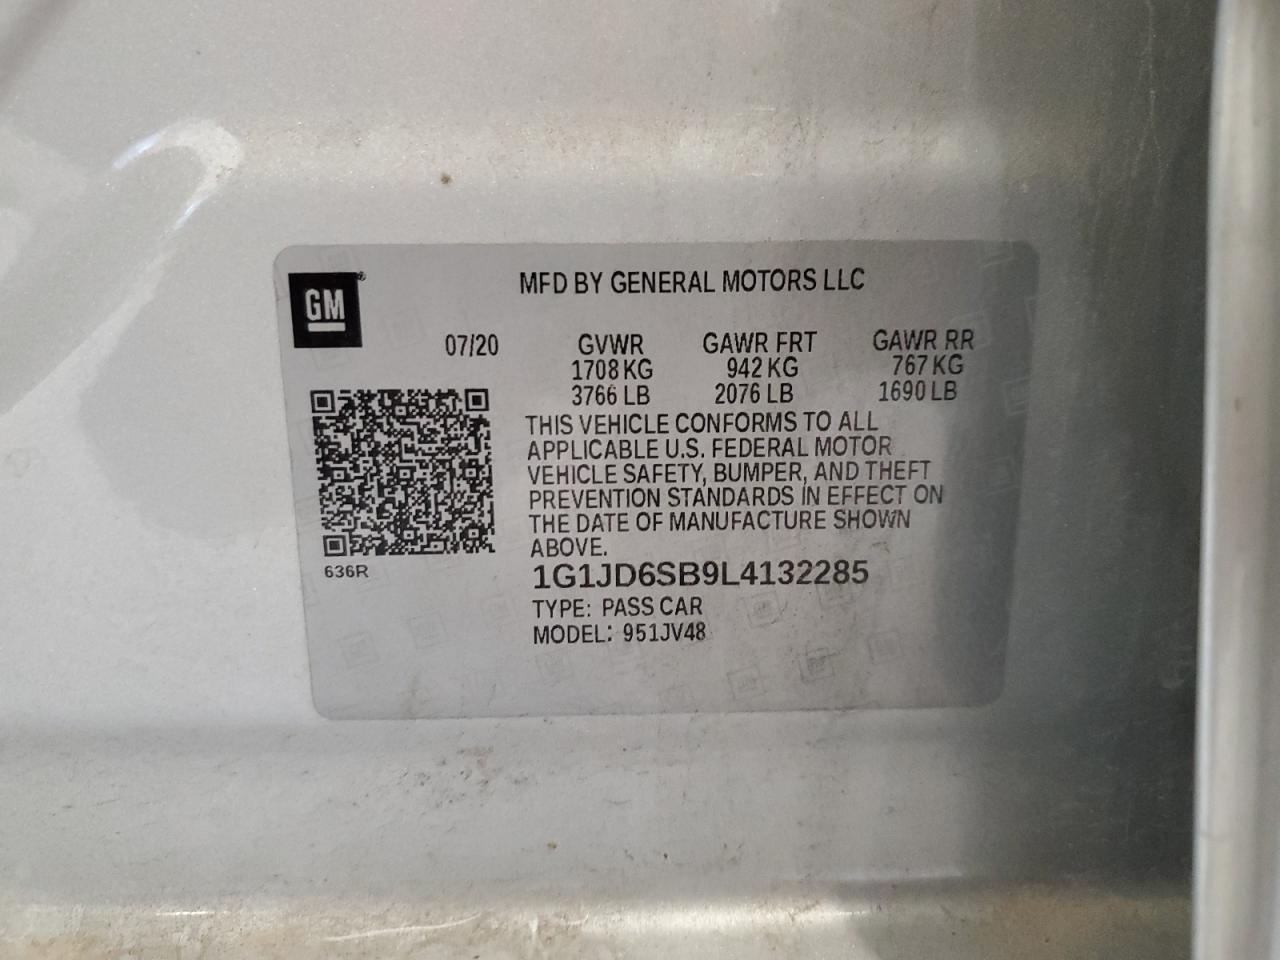 GM
MFD BY GENERAL MOTORS LLC
07/20 GVWR GAWR FRT GAWR RR
1708 KG 942 KG 767 KG
3766 LB 2076 LB 1690 LB
THIS VEHICLE CONFORMS TO ALL
APPLICABLE U.S. FEDERAL MOTOR
VEHICLE SAFETY, BUMPER, AND THEFT
PREVENTION STANDARDS IN EFFECT ON
THE DATE OF MANUFACTURE SHOWN
ABOVE.
636R
1G1JD6SB9L4132285
TYPE: PASS CAR
MODEL: 951JV48